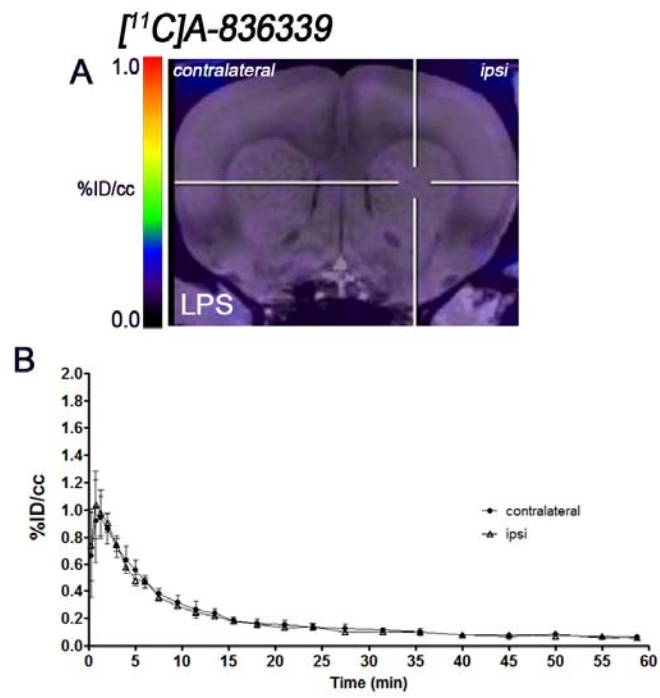 [¹¹C]A-836339
A
1.0
contralateral
ipsi
%ID/cc
0.0
LPS
B
2.0
1.8
1.6
1.4
1.2
1.0
0.8
0.6
0.4
0.2
0.0
%ID/cc
contralateral
ipsi
0 5 10 15 20 25 30 35 40 45 50 55 60
Time (min)